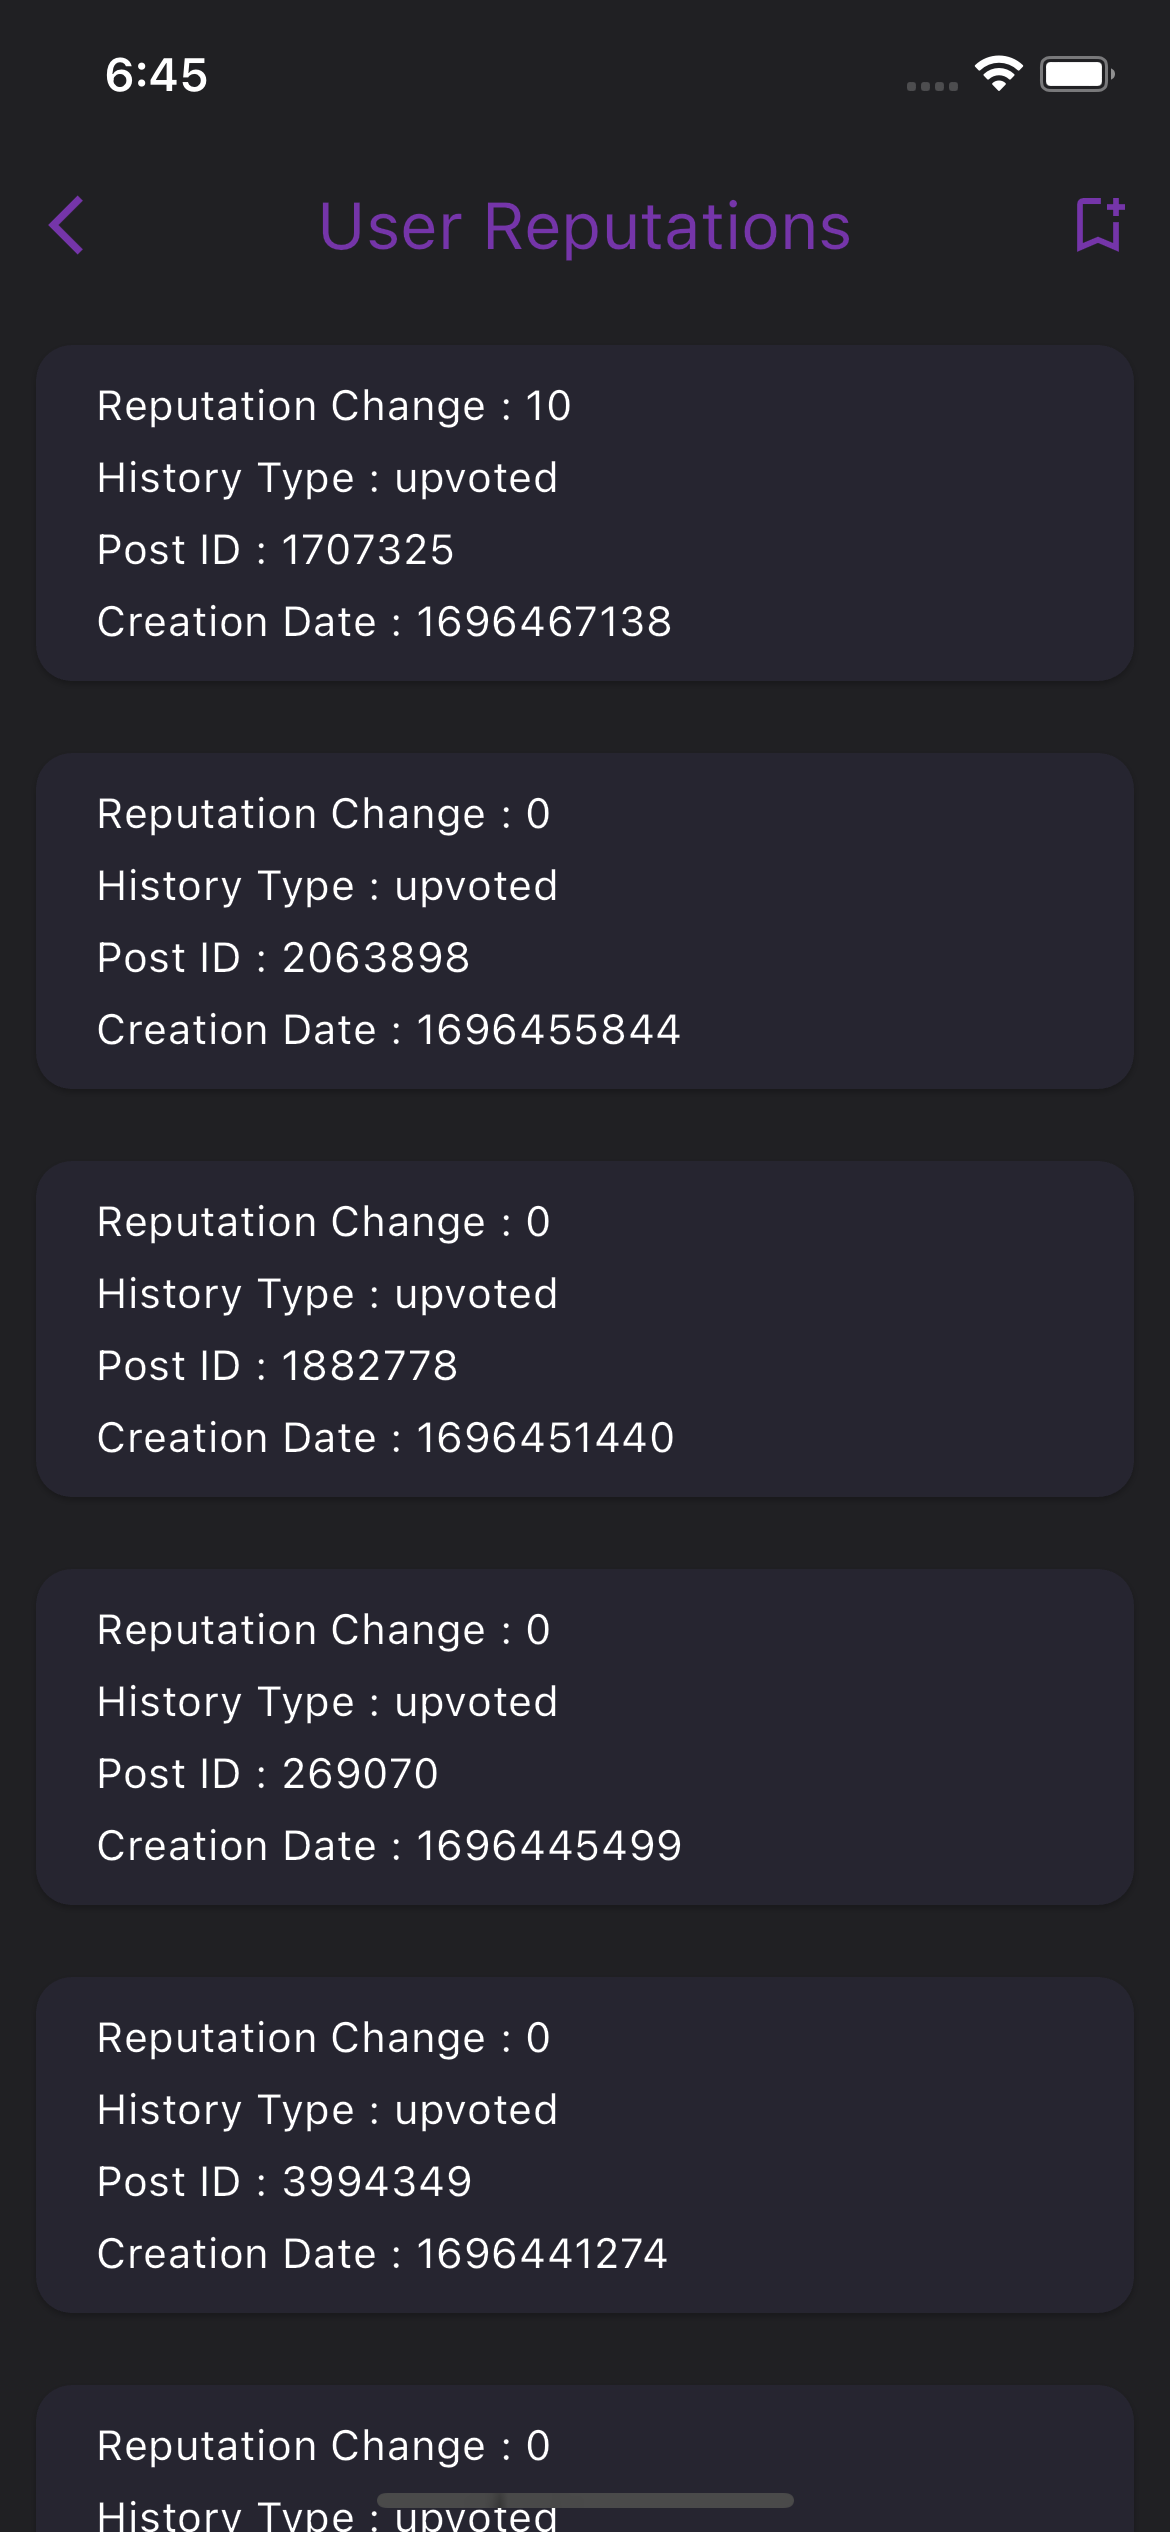 6:45
User Reputations
Reputation Change : 10
History Type : upvoted
Post ID : 1707325
Creation Date : 1696467138
Reputation Change : 0
History Type : upvoted
Post ID : 2063898
Creation Date : 1696455844
Reputation Change : 0
History Type : upvoted
Post ID : 1882778
Creation Date : 1696451440
Reputation Change : 0
History Type : upvoted
Post ID : 269070
Creation Date : 1696445499
Reputation Change : 0
History Type : upvoted
Post ID : 3994349
Creation Date : 1696441274
Reputation Change : 0
History Type : upvoted